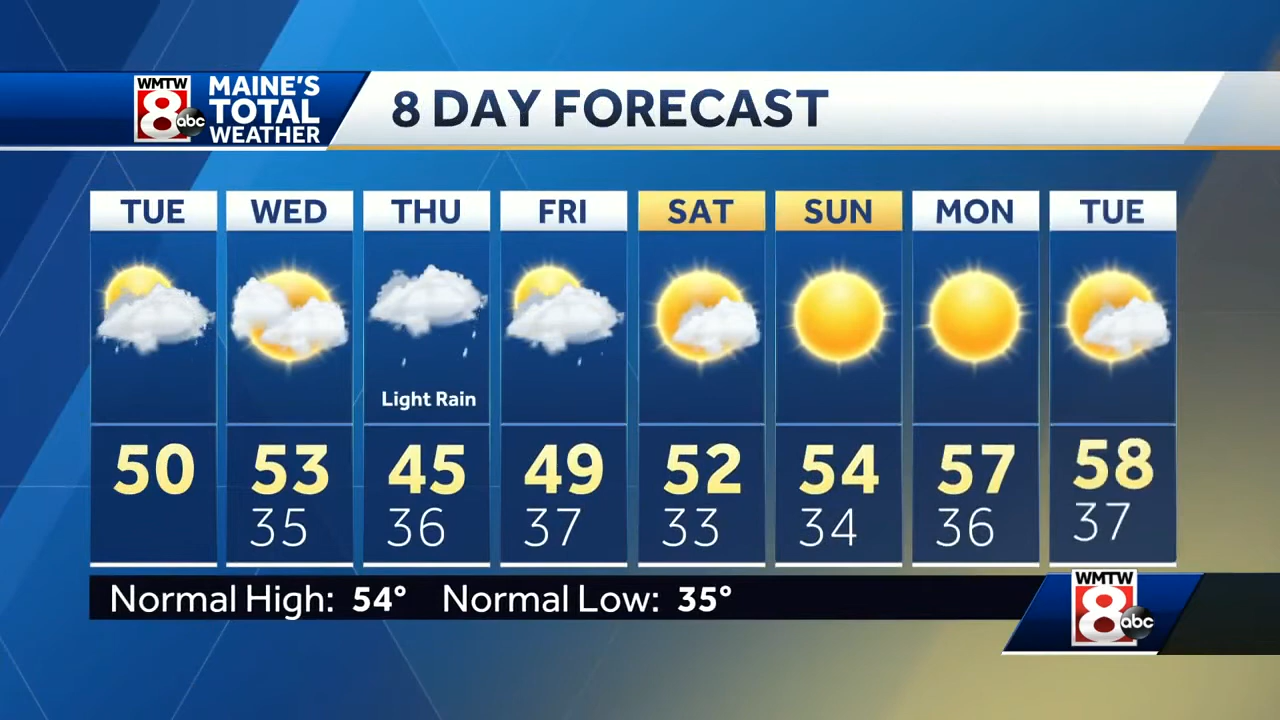 WMTW
8
abc
MAINE'S
TOTAL
WEATHER
8 DAY FORECAST
TUE WED THU FRI SAT SUN MON TUE
Light Rain
50 53 45 49 52 54 57 58
35 36 37 33 34 36 37
Normal High: 54° Normal Low: 35°
WMTW
8
abc